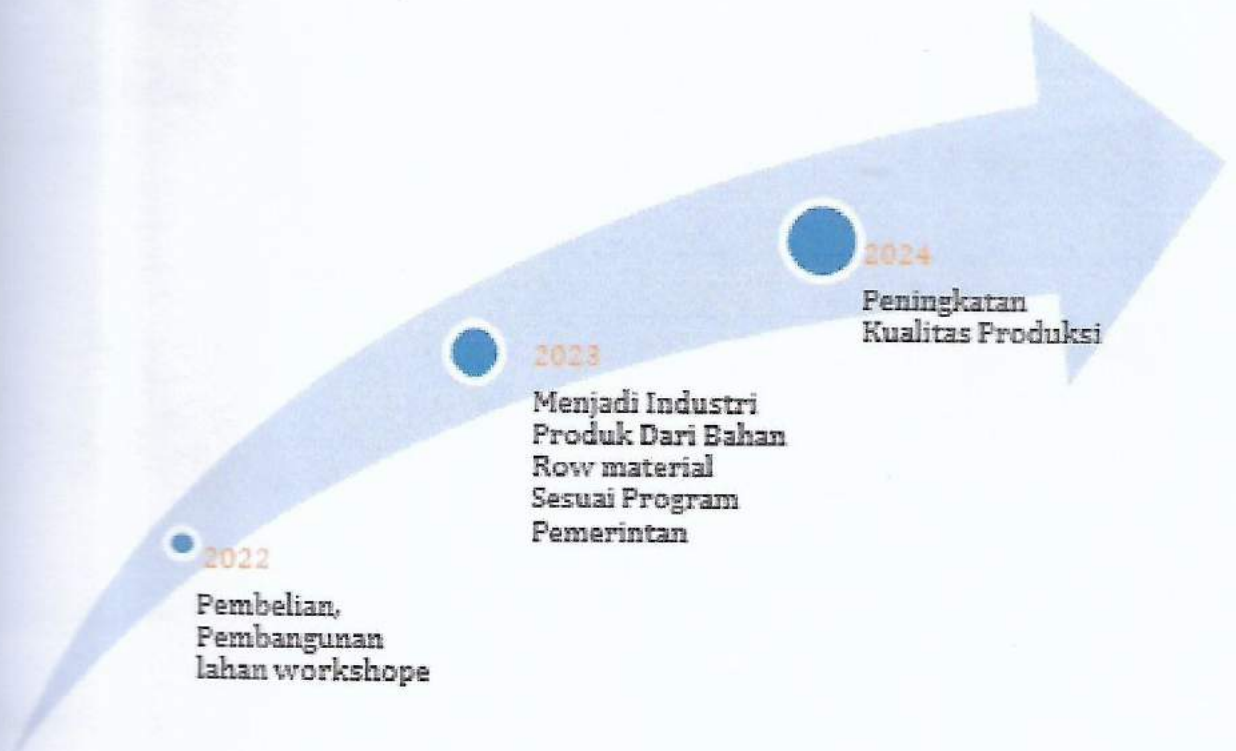 2022
Pembelian,
Pembangunan
lahan workshope
2023
Menjadi Industri
Produk Dari Bahan
Row material
Sesuai Program
Pemerintan
2024
Peningkatan
Kualitas Produksi